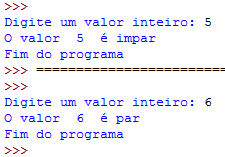 >>>
Digite um valor inteiro: 5
O valor  5  é impar
Fim do programa
>>> ========================
>>>
Digite um valor inteiro: 6
O valor  6  é par
Fim do programa
>>>